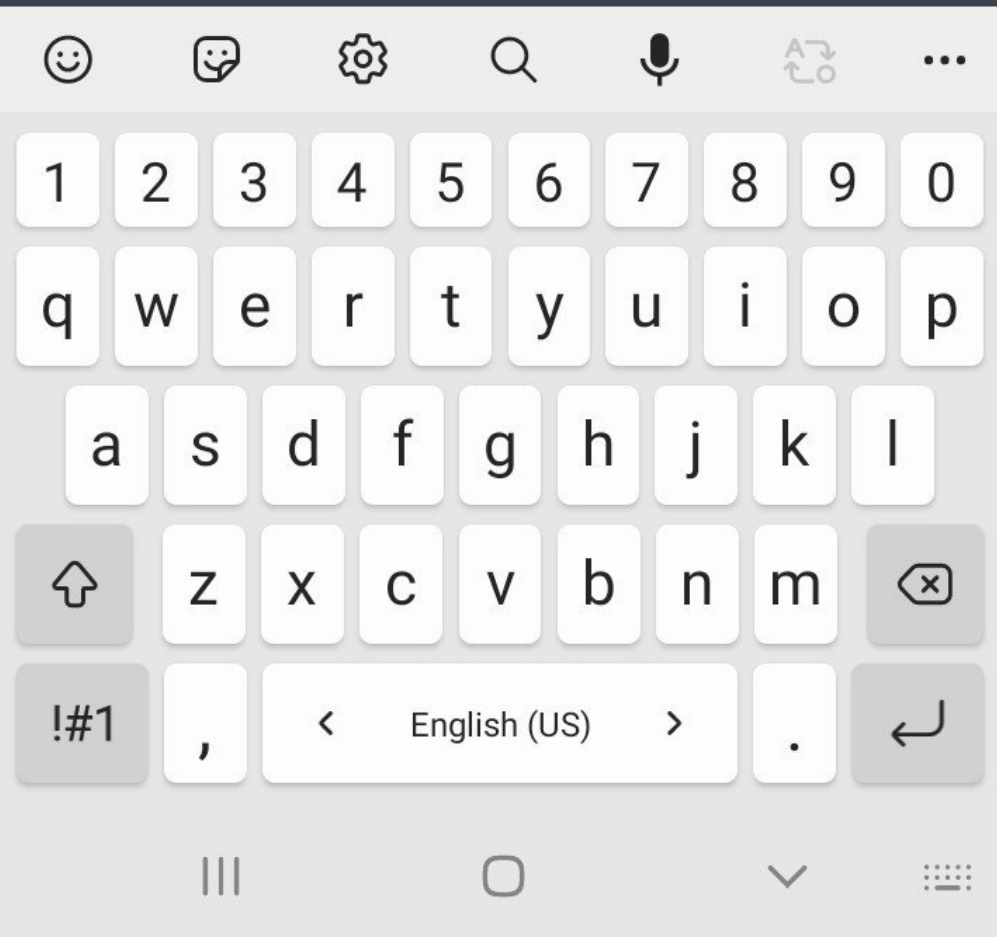 1 2 3 4 5 6 7 8 9 0
q w e r t y u i o p
a s d f g h j k l
z x c v b n m
!#1 , < English (US) > .